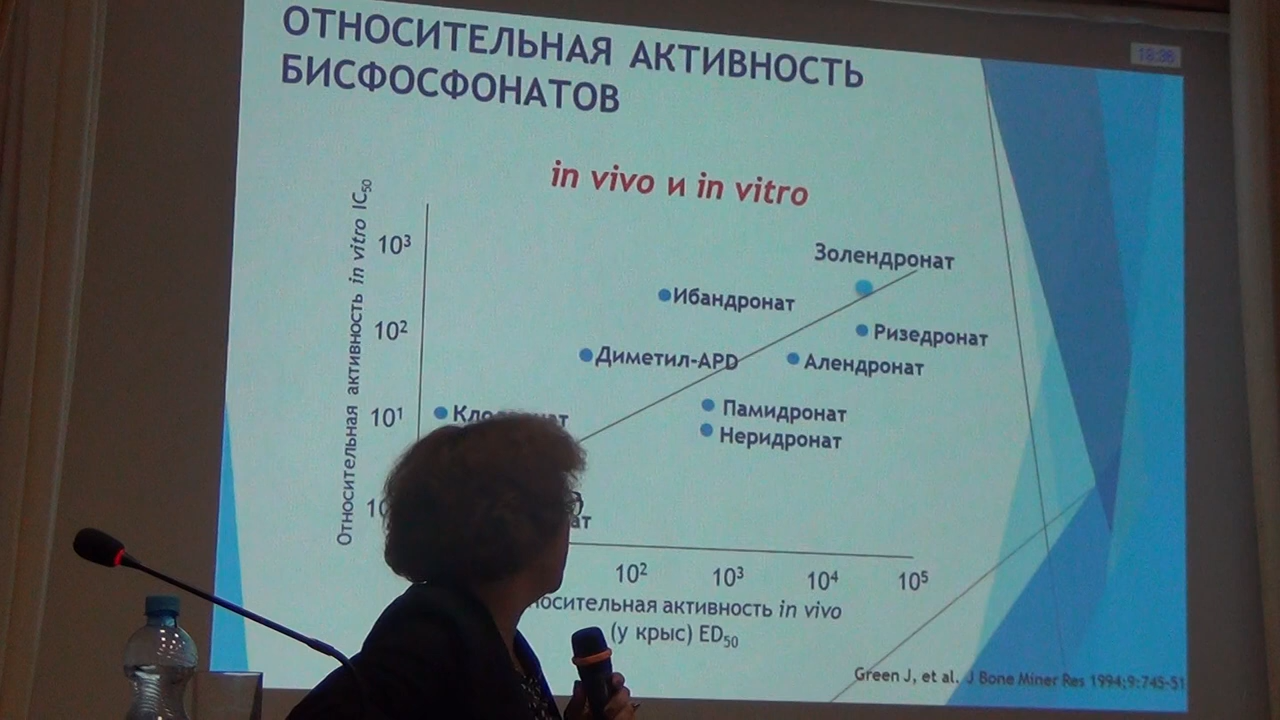 ОТНОСИТЕЛЬНАЯ АКТИВНОСТЬ
БИСФОСФОНАТОВ
18:36
in vivo и in vitro
Относительная активность in vitro IC₅₀
10³
10²
10¹
Золендронат
Ибандронат
Ризедронат
Диметил-APD
Алендронат
Памидронат
Неридронат
10² 10³ 10⁴ 10⁵
активность in vivo
(у крыс) ED₅₀
Green J, et al. J Bone Miner Res 1994;9:745-51